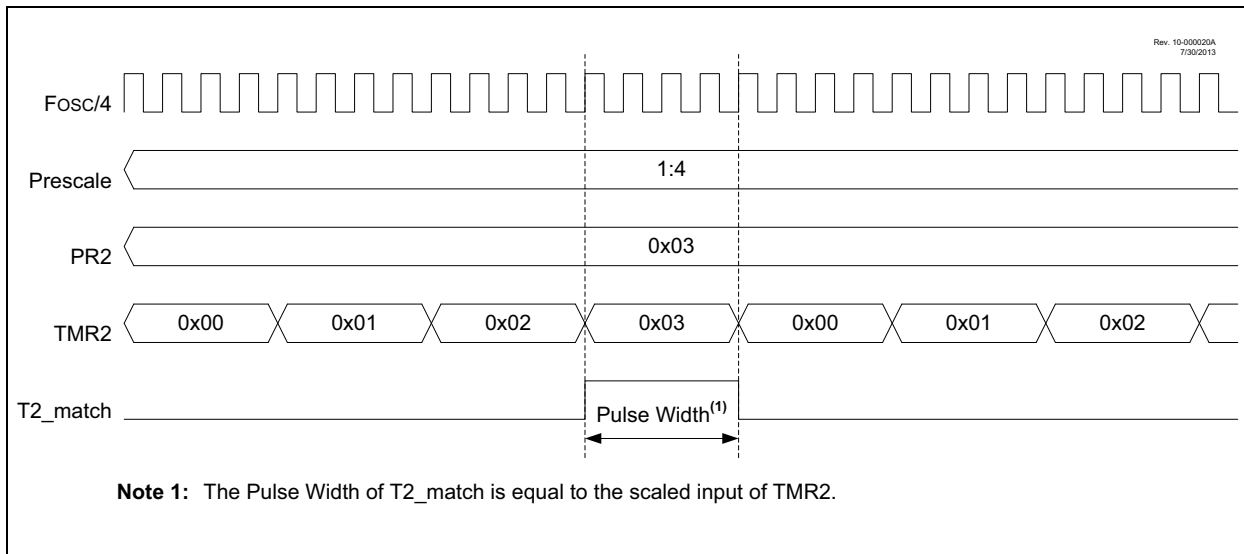 Rev. 10-000020A
7/30/2013
Fosc/4
Prescale
1:4
PR2
0x03
TMR2
0x00 0x01 0x02 0x03 0x00 0x01 0x02
T2_match
Pulse Width(1)
Note 1: The Pulse Width of T2_match is equal to the scaled input of TMR2.